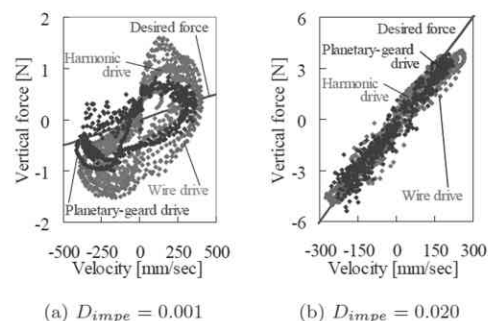 Vertical force [N]
2
1
0
-1
-2
Desired force
Harmonic
drive
Wire drive
Planetary-geard drive
-500
-250
0
250
500
Velocity [mm/sec]
(a) D_impe = 0.001
Vertical force [N]
6
3
0
-3
-6
Desired force
Planetary-geard
drive
Harmonic
drive
Wire drive
-300
-150
0
150
300
Velocity [mm/sec]
(b) D_impe = 0.020